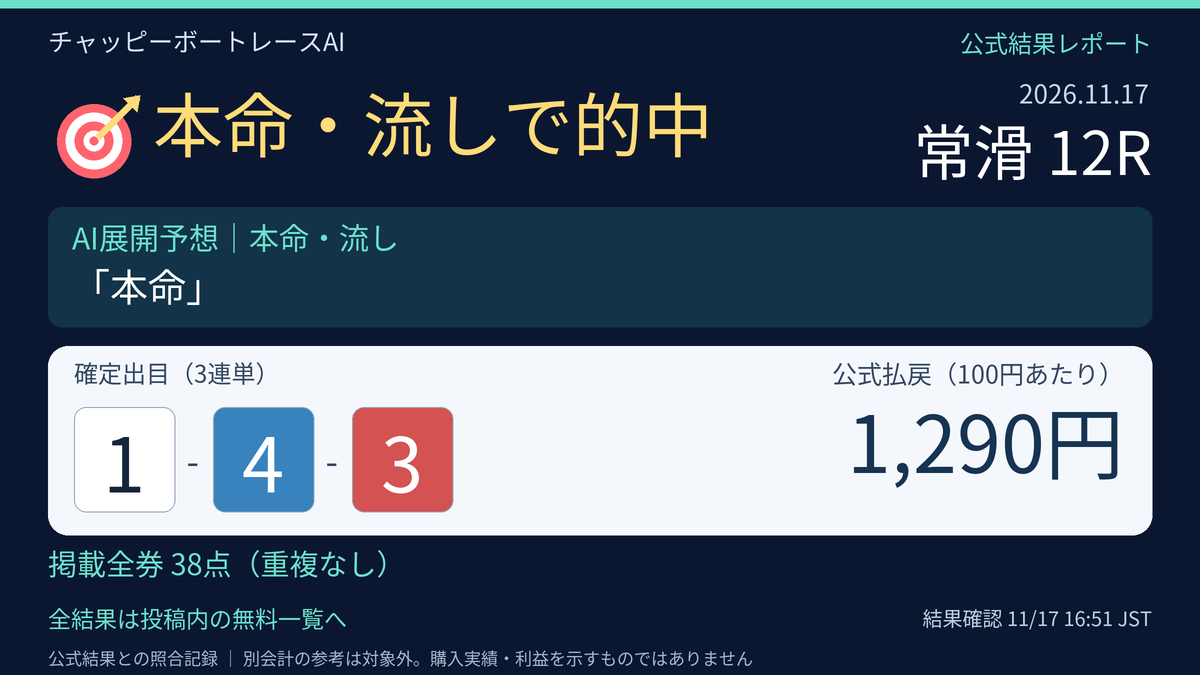 チャッピーボートレースAI
公式結果レポート
2026.11.17
本命・流しで的中
常滑 12R
AI展開予想｜本命・流し
「本命」
確定出目（3連単）
公式払戻（100円あたり）
1 - 4 - 3
1,290円
掲載全券 38点（重複なし）
全結果は投稿内の無料一覧へ
結果確認 11/17 16:51 JST
公式結果との照合記録 ｜ 別会計の参考は対象外。購入実績・利益を示すものではありません